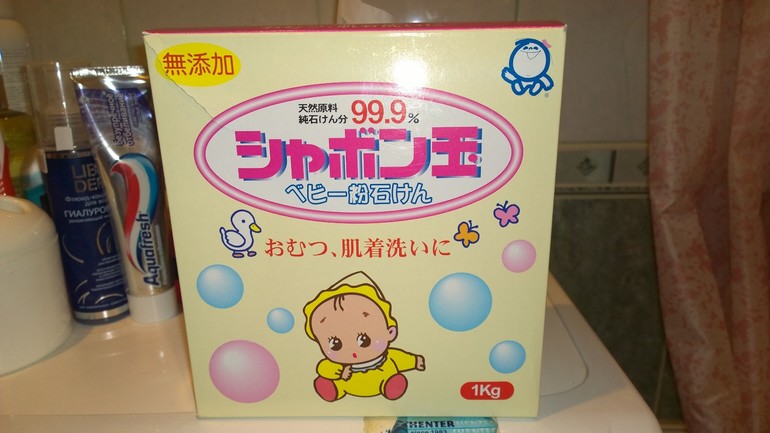 無添加
天然原料
純石けん分 99.9%
シャボン玉
ベビー粉石けん
おむつ、肌着洗いに
1Kg
Aquafresh
ГИАЛУРО
HENTER